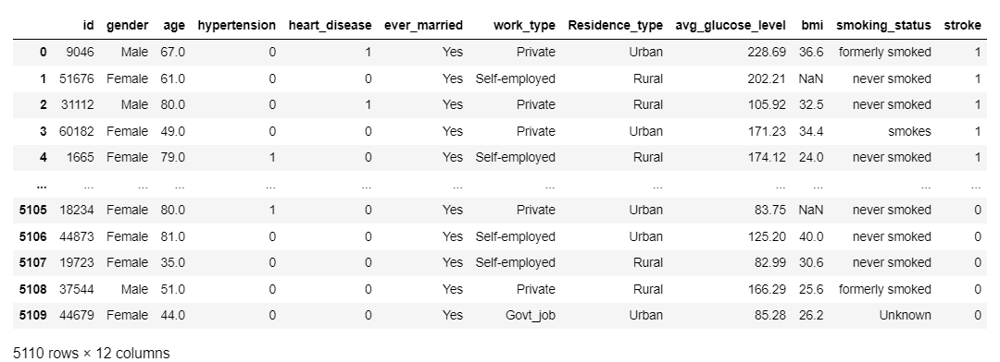 id gender age hypertension heart_disease ever_married work_type Residence_type avg_glucose_level bmi smoking_status stroke
0 9046 Male 67.0 0 1 Yes Private Urban 228.69 36.6 formerly smoked 1
1 51676 Female 61.0 0 0 Yes Self-employed Rural 202.21 NaN never smoked 1
2 31112 Male 80.0 0 1 Yes Private Rural 105.92 32.5 never smoked 1
3 60182 Female 49.0 0 0 Yes Private Urban 171.23 34.4 smokes 1
4 1665 Female 79.0 1 0 Yes Self-employed Rural 174.12 24.0 never smoked 1
... ... ... ... ... ... ... ... ... ... ... ... ...
5105 18234 Female 80.0 1 0 Yes Private Urban 83.75 NaN never smoked 0
5106 44873 Female 81.0 0 0 Yes Self-employed Urban 125.20 40.0 never smoked 0
5107 19723 Female 35.0 0 0 Yes Self-employed Rural 82.99 30.6 never smoked 0
5108 37544 Male 51.0 0 0 Yes Private Rural 166.29 25.6 formerly smoked 0
5109 44679 Female 44.0 0 0 Yes Govt_job Urban 85.28 26.2 Unknown 0
5110 rows × 12 columns